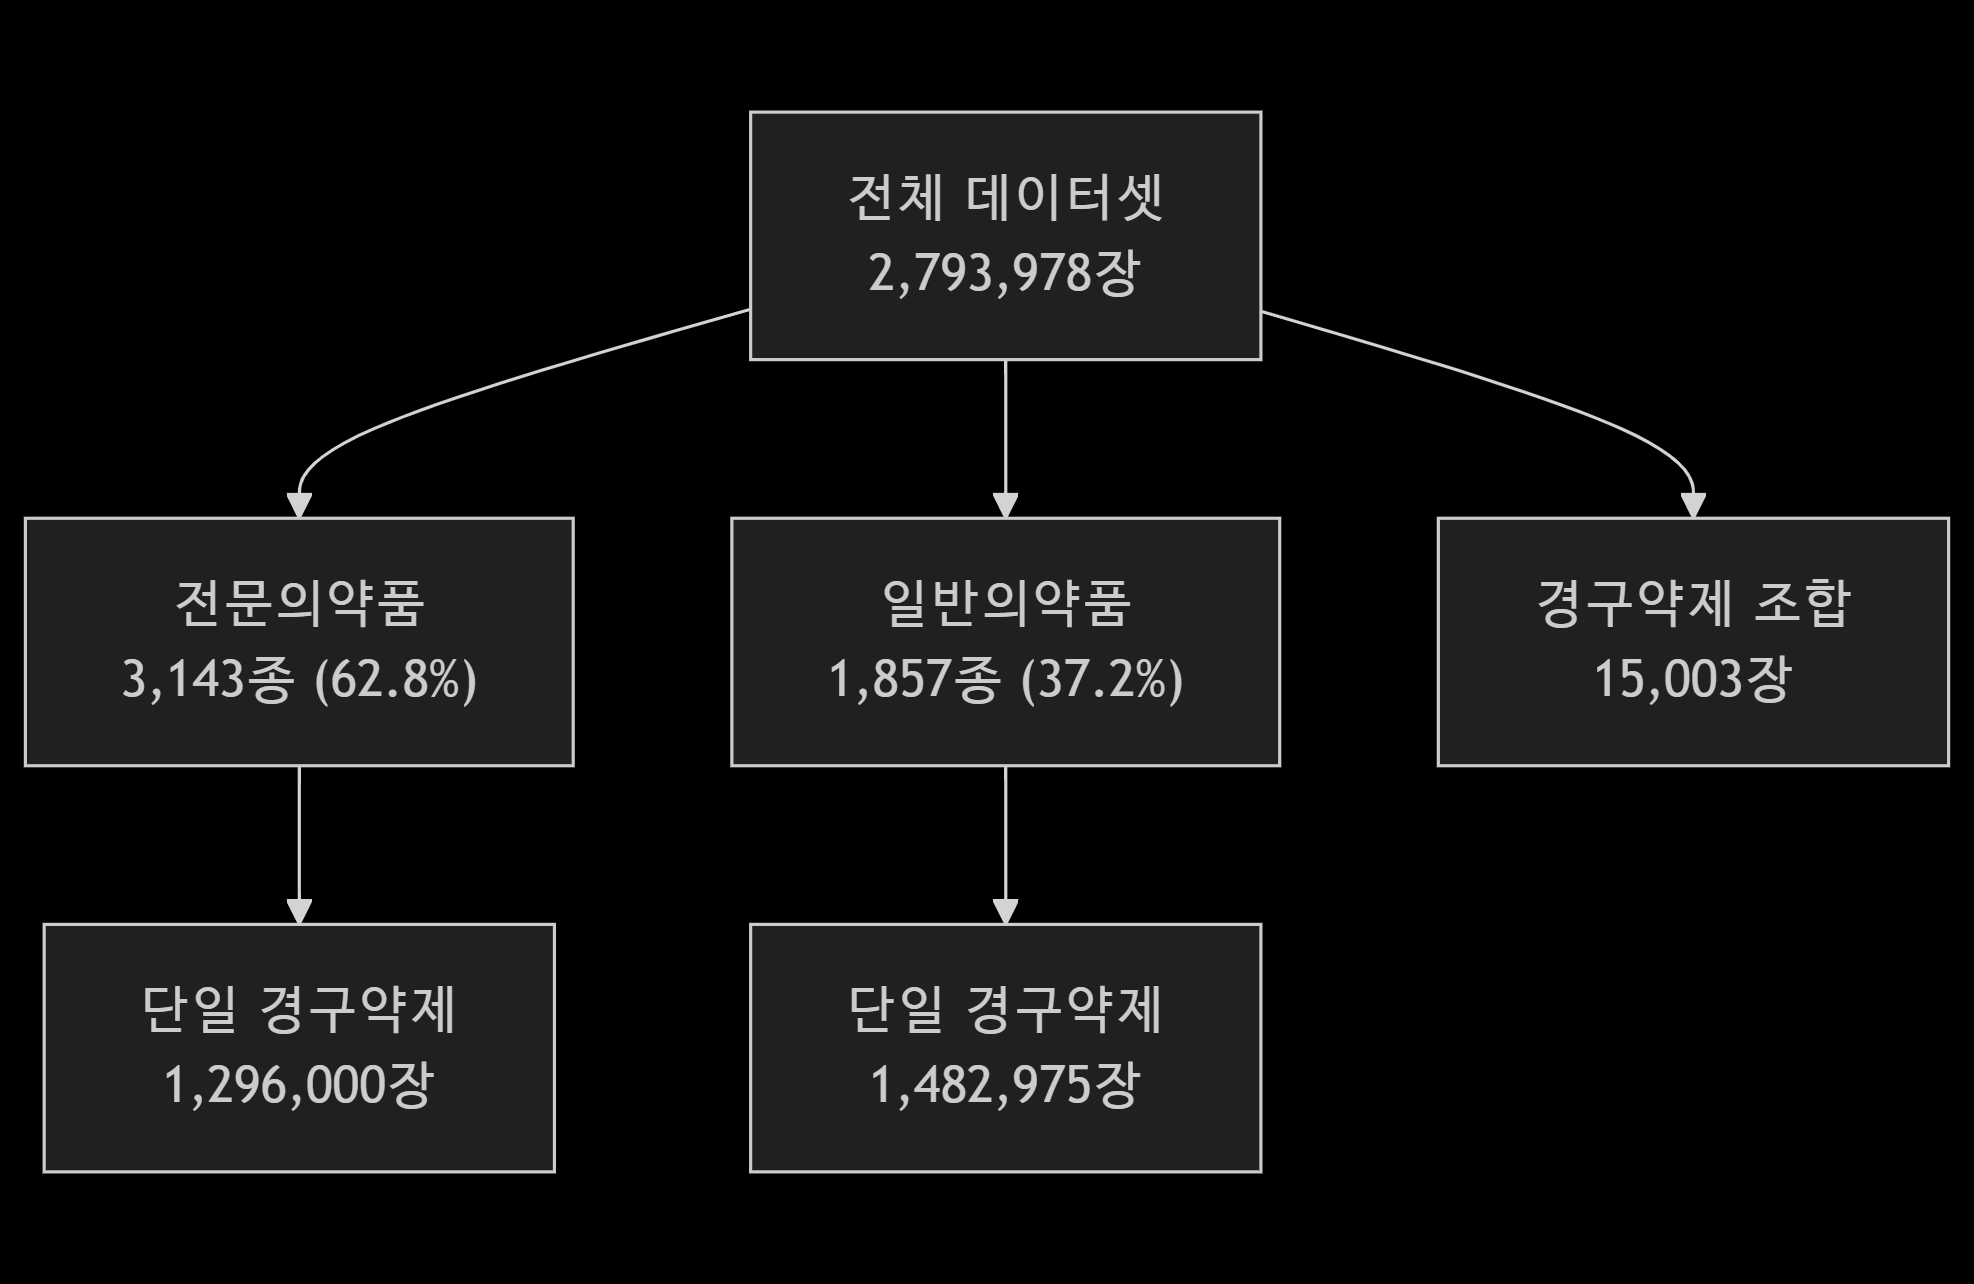 전체 데이터셋
2,793,978장
전문의약품
3,143종 (62.8%)
일반의약품
1,857종 (37.2%)
경구약제 조합
15,003장
단일 경구약제
1,296,000장
단일 경구약제
1,482,975장